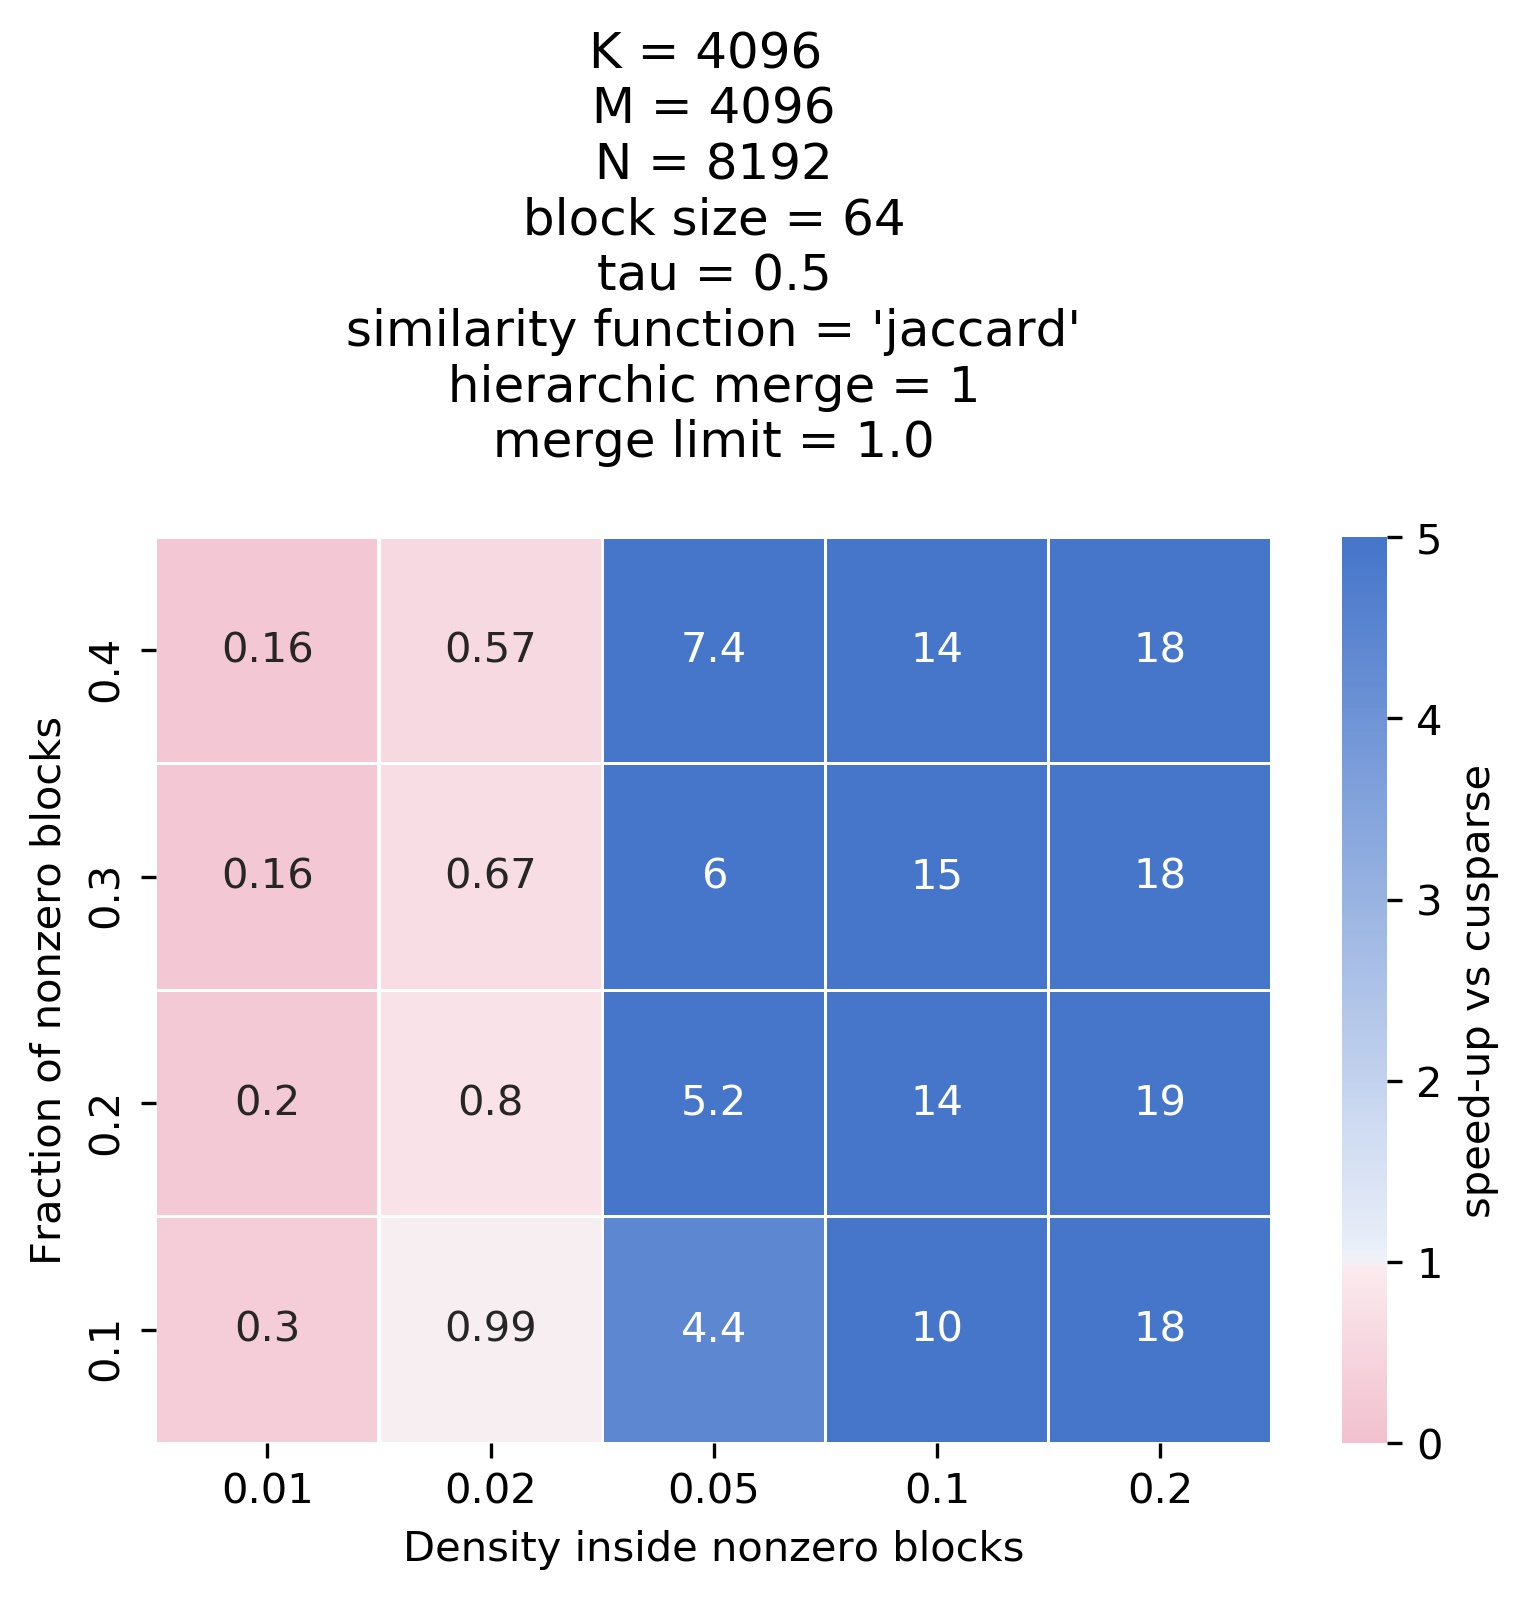 K = 4096
M = 4096
N = 8192
block size = 64
tau = 0.5
similarity function = 'jaccard'
hierarchic merge = 1
merge limit = 1.0
Fraction of nonzero blocks
0.4 0.16 0.57 7.4 14 18
0.3 0.16 0.67 6 15 18
0.2 0.2 0.8 5.2 14 19
0.1 0.3 0.99 4.4 10 18
0.01 0.02 0.05 0.1 0.2
Density inside nonzero blocks
5
4
3
2
1
0
speed-up vs cusparse